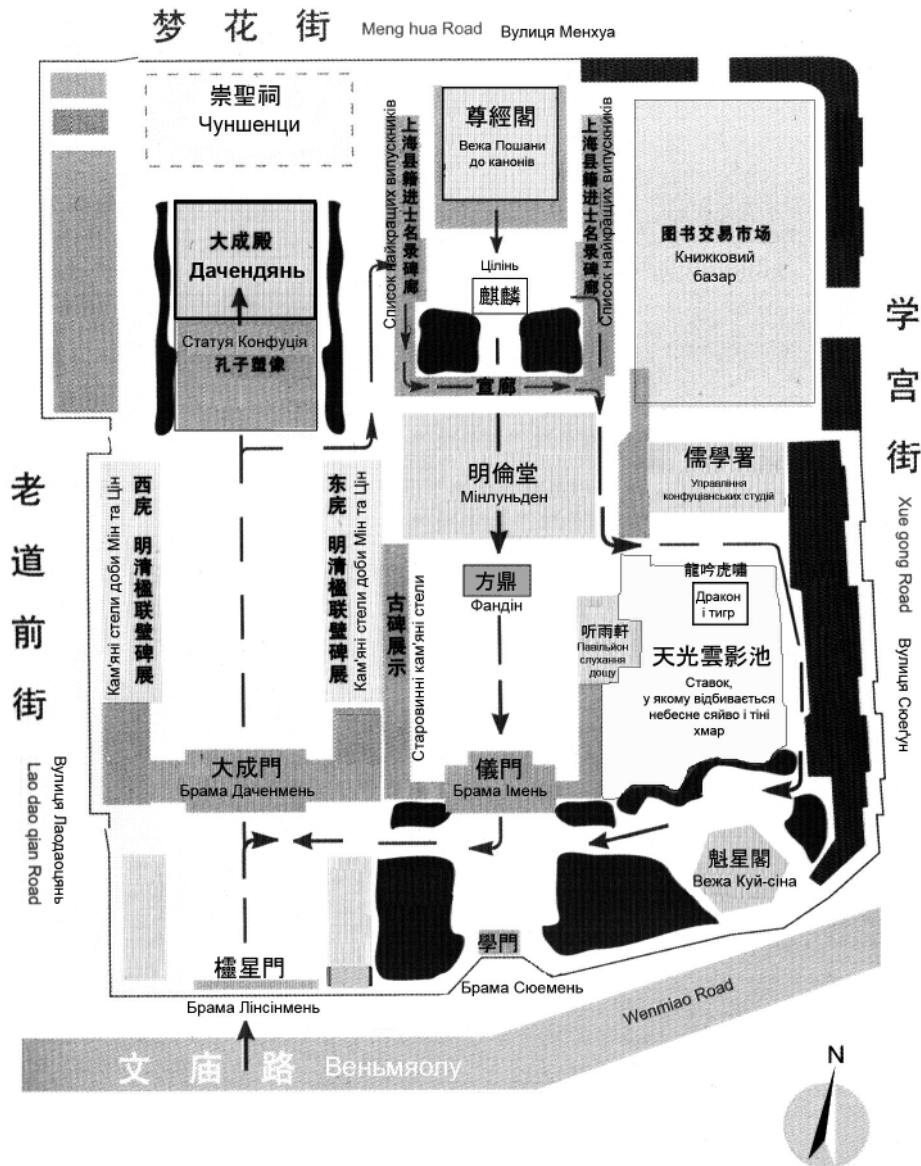 梦花街 Meng hua Road Вулиця Менхуа
崇聖祠
Чуншенци
上海县籍进士名录碑廊
Список найкращих випускників
尊經閣
Вежа Пошани
до канонів
上海县籍进士名录碑廊
Список найкращих випускників
图书交易市场
Книжковий
базар
大成殿
Дачендянь
Статуя Конфуція
孔子塑像
Цілінь
麒麟
宣廊
学宫街
Xue gong Road
Вулиця Сюегун
明倫堂
Мінлуньден
儒學署
Управління
конфуціанських студій
老道前街
Вулиця Лаодаоцянь
Lao dao qian Road
Кам'яні стели доби Мін та Цін
西庑 明清楹联壁碑展
东庑 明清楹联壁碑展
Кам'яні стели доби Мін та Цін
古碑展示
Старовинні кам'яні стели
方鼎
Фандін
龍吟虎嘯
Дракон
і тигр
听雨軒
Павільйон
слухання
дощу
天光雲影池
Ставок,
у якому відбивається
небесне сяйво і тіні
хмар
大成門
Брама Даченмень
儀門
Брама Імень
魁星閣
Вежа Куй-сіна
欞星門
Брама Лінсінмень
學門
Брама Сюемень
Wenmiao Road
文庙路 Веньмяолу
N